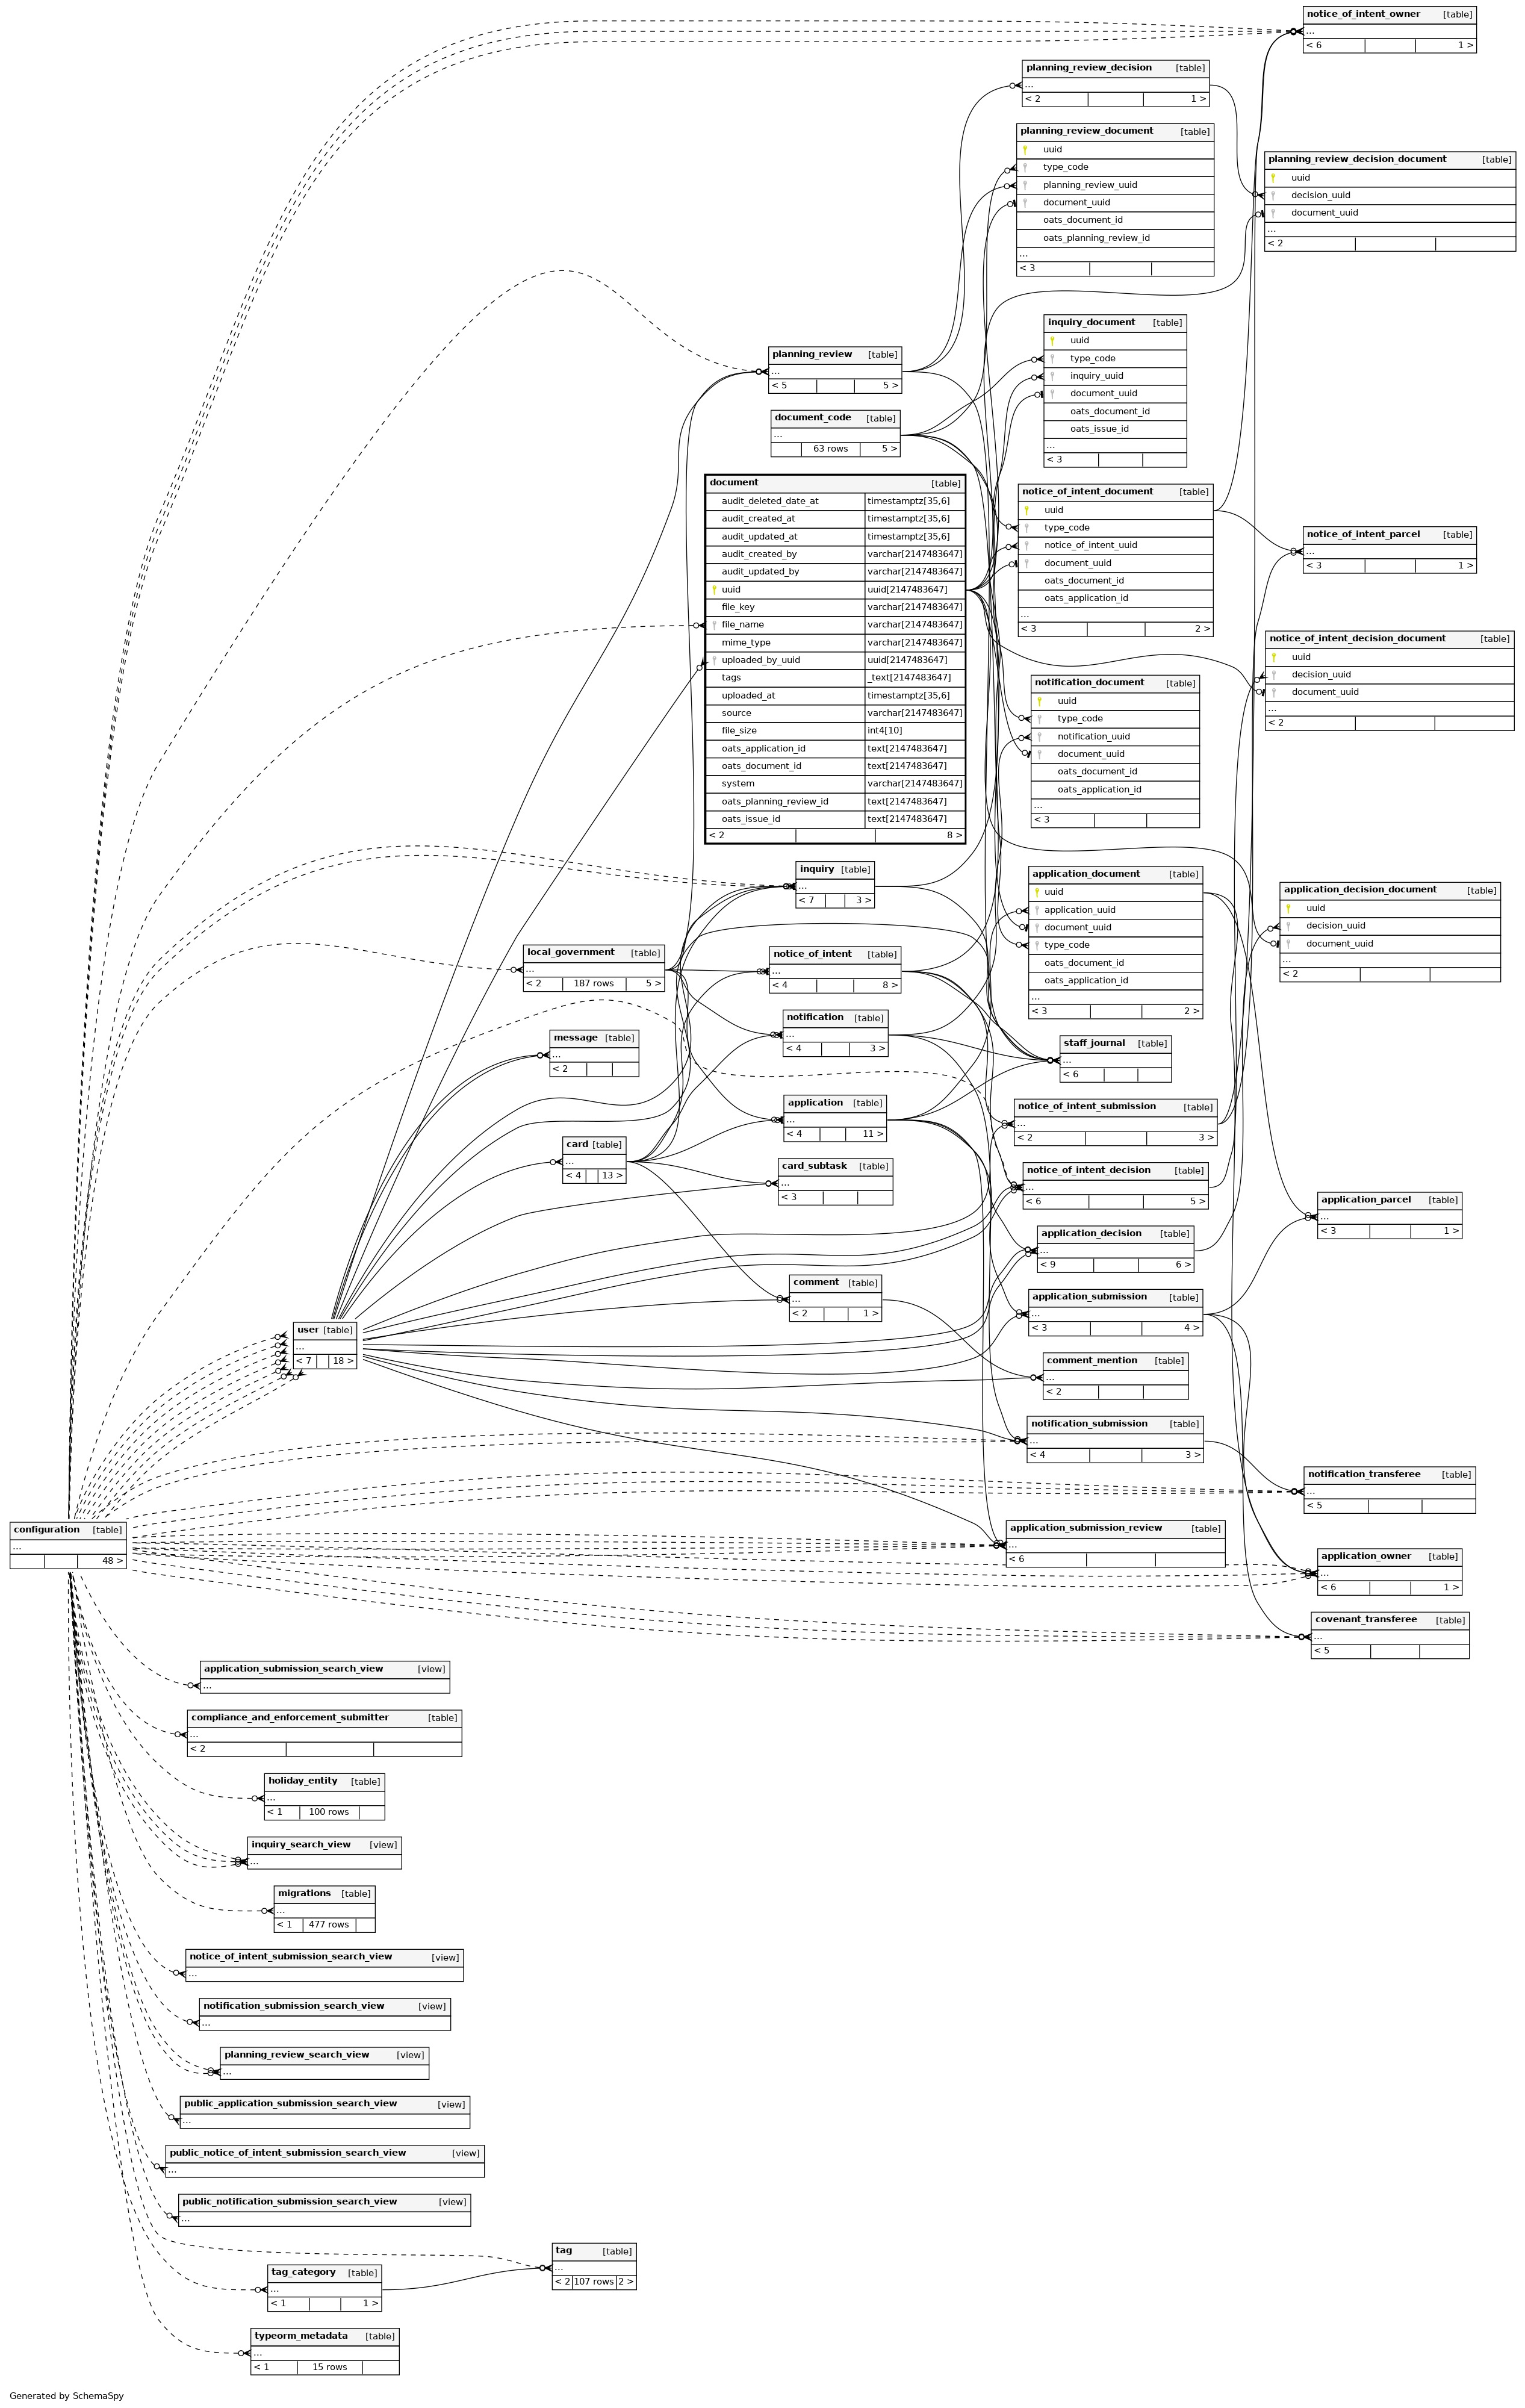 notice_of_intent_owner [table]
...
< 6 1 >
planning_review_decision [table]
...
< 2 1 >
planning_review_document [table]
uuid
type_code
planning_review_uuid
document_uuid
oats_document_id
oats_planning_review_id
...
< 3
planning_review_decision_document [table]
uuid
decision_uuid
document_uuid
...
< 2
inquiry_document [table]
uuid
type_code
inquiry_uuid
document_uuid
oats_document_id
oats_issue_id
...
< 3
planning_review [table]
...
< 5 5 >
document_code [table]
...
63 rows 5 >
document [table]
audit_deleted_date_at timestamptz[35,6]
audit_created_at timestamptz[35,6]
audit_updated_at timestamptz[35,6]
audit_created_by varchar[2147483647]
audit_updated_by varchar[2147483647]
uuid uuid[2147483647]
file_key varchar[2147483647]
file_name varchar[2147483647]
mime_type varchar[2147483647]
uploaded_by_uuid uuid[2147483647]
tags _text[2147483647]
uploaded_at timestamptz[35,6]
source varchar[2147483647]
file_size int4[10]
oats_application_id text[2147483647]
oats_document_id text[2147483647]
system varchar[2147483647]
oats_planning_review_id text[2147483647]
oats_issue_id text[2147483647]
< 2 8 >
notice_of_intent_document [table]
uuid
type_code
notice_of_intent_uuid
document_uuid
oats_document_id
oats_application_id
...
< 3 2 >
notice_of_intent_parcel [table]
...
< 3 1 >
notice_of_intent_decision_document [table]
uuid
decision_uuid
document_uuid
...
< 2
notification_document [table]
uuid
type_code
notification_uuid
document_uuid
oats_document_id
oats_application_id
...
< 3
inquiry [table]
...
< 7 3 >
application_document [table]
uuid
application_uuid
document_uuid
type_code
oats_document_id
oats_application_id
...
< 3 2 >
application_decision_document [table]
uuid
decision_uuid
document_uuid
...
< 2
local_government [table]
...
< 2 187 rows 5 >
notice_of_intent [table]
...
< 4 8 >
notification [table]
...
< 4 3 >
message [table]
...
< 2
staff_journal [table]
...
< 6
application [table]
...
< 4 11 >
notice_of_intent_submission [table]
...
< 2 3 >
card [table]
...
< 4 13 >
card_subtask [table]
...
< 3
notice_of_intent_decision [table]
...
< 6 5 >
application_parcel [table]
...
< 3 1 >
application_decision [table]
...
< 9 6 >
comment [table]
...
< 2 1 >
application_submission [table]
...
< 3 4 >
user [table]
...
< 7 18 >
comment_mention [table]
...
< 2
notification_submission [table]
...
< 4 3 >
notification_transferee [table]
...
< 5
configuration [table]
...
48 >
application_submission_review [table]
...
< 6
application_owner [table]
...
< 6 1 >
covenant_transferee [table]
...
< 5
application_submission_search_view [view]
...
compliance_and_enforcement_submitter [table]
...
< 2
holiday_entity [table]
...
< 1 100 rows
inquiry_search_view [view]
...
migrations [table]
...
< 1 477 rows
notice_of_intent_submission_search_view [view]
...
notification_submission_search_view [view]
...
planning_review_search_view [view]
...
public_application_submission_search_view [view]
...
public_notice_of_intent_submission_search_view [view]
...
public_notification_submission_search_view [view]
...
tag [table]
...
< 2 107 rows 2 >
tag_category [table]
...
< 1 1 >
typeorm_metadata [table]
...
< 1 15 rows
Generated by SchemaSpy